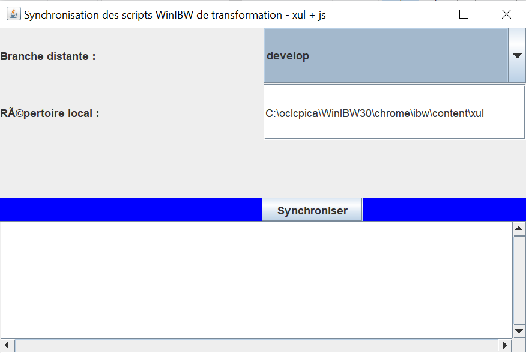 Synchronisation des scripts WinIBW de transformation - xul + js
Branche distante :
develop
RÃ©pertoire local :
C:\oclcpica\WinIBW30\chrome\ibw\content\xul
Synchroniser